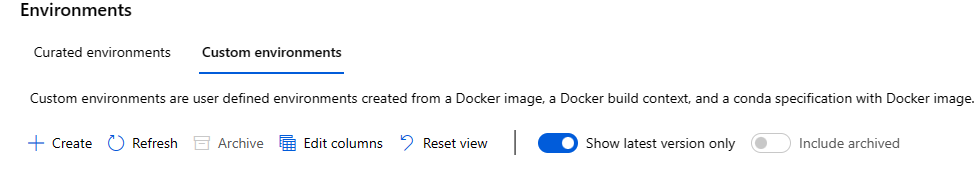 Environments
Curated environments Custom environments
Custom environments are user defined environments created from a Docker image, a Docker build context, and a conda specification with Docker image.
Create Refresh Archive Edit columns Reset view Show latest version only Include archived